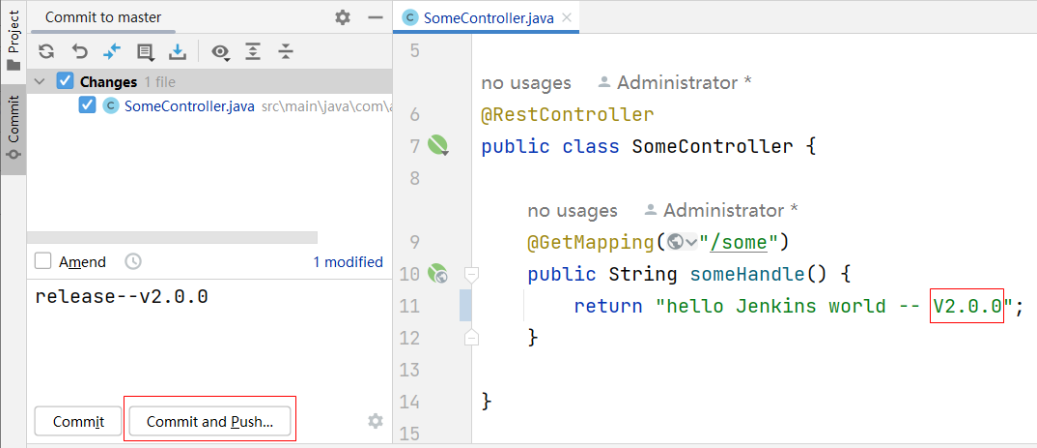 Project
Commit
Commit to master
Changes 1 file
SomeController.java src\main\java\com\a
Amend
1 modified
release--v2.0.0
Commit
Commit and Push...
SomeController.java
5
no usages Administrator *
6 @RestController
7 public class SomeController {
8
no usages Administrator *
9 @GetMapping("/some")
10 public String someHandle() {
11 return "hello Jenkins world -- V2.0.0";
12 }
13
14 }
15